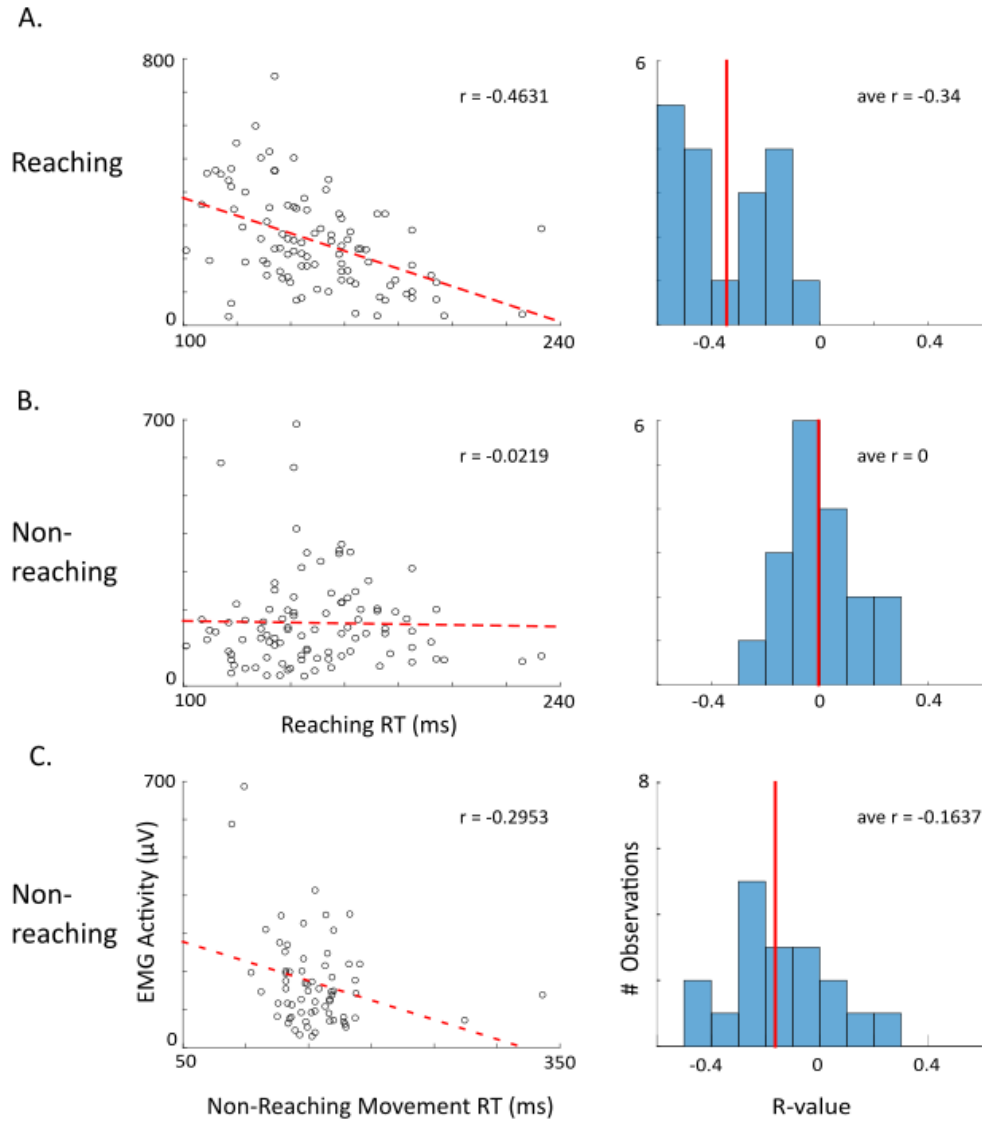 A.
Reaching
800
0
100
240
r = -0.4631
6
-0.4
0
0.4
ave r = -0.34
B.
Non-
reaching
700
0
100
240
r = -0.0219
Reaching RT (ms)
6
-0.4
0
0.4
ave r = 0
C.
Non-
reaching
EMG Activity (µV)
700
0
50
350
r = -0.2953
Non-Reaching Movement RT (ms)
# Observations
8
-0.4
0
0.4
ave r = -0.1637
R-value